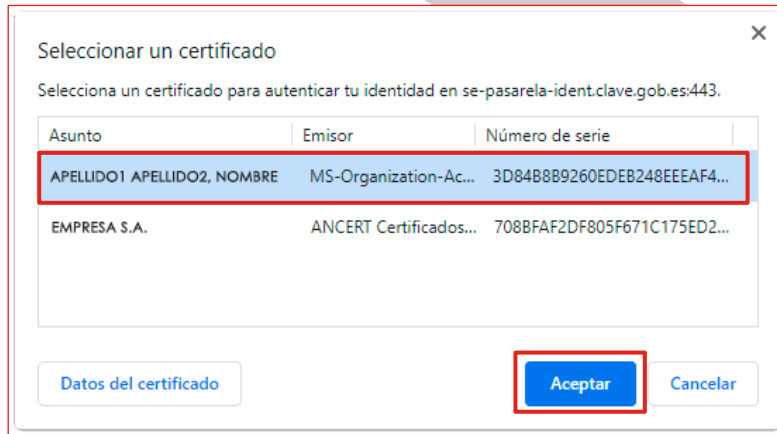 Seleccionar un certificado
Selecciona un certificado para autenticar tu identidad en se-pasarela-ident.clave.gob.es:443.
Asunto Emisor Número de serie
APELLIDO1 APELLIDO2, NOMBRE MS-Organization-Ac... 3D84B8B9260EDEB248EEEAF4...
EMPRESA S.A. ANCERT Certificados... 708BFAF2DF805F671C175ED2...
Datos del certificado Aceptar Cancelar